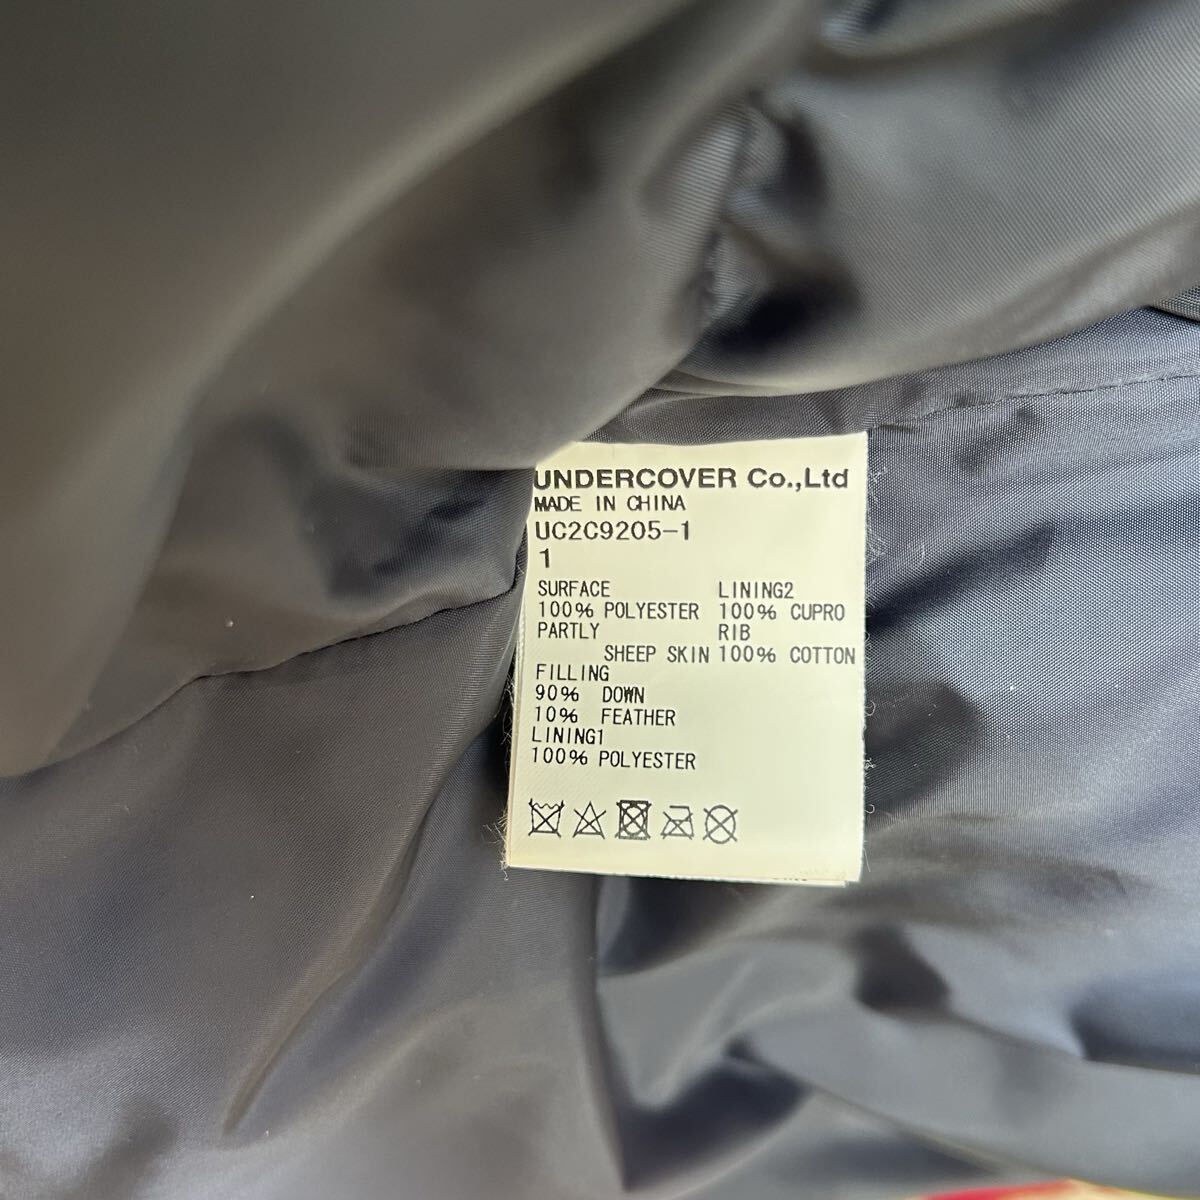 UNDERCOVER Co.,Ltd
MADE IN CHINA
UC2C9205-1
1
SURFACE
100% POLYESTER
PARTLY
SHEEP SKIN
FILLING
90% DOWN
10% FEATHER
LINING1
100% POLYESTER
LINING2
100% CUPRO
RIB
100% COTTON